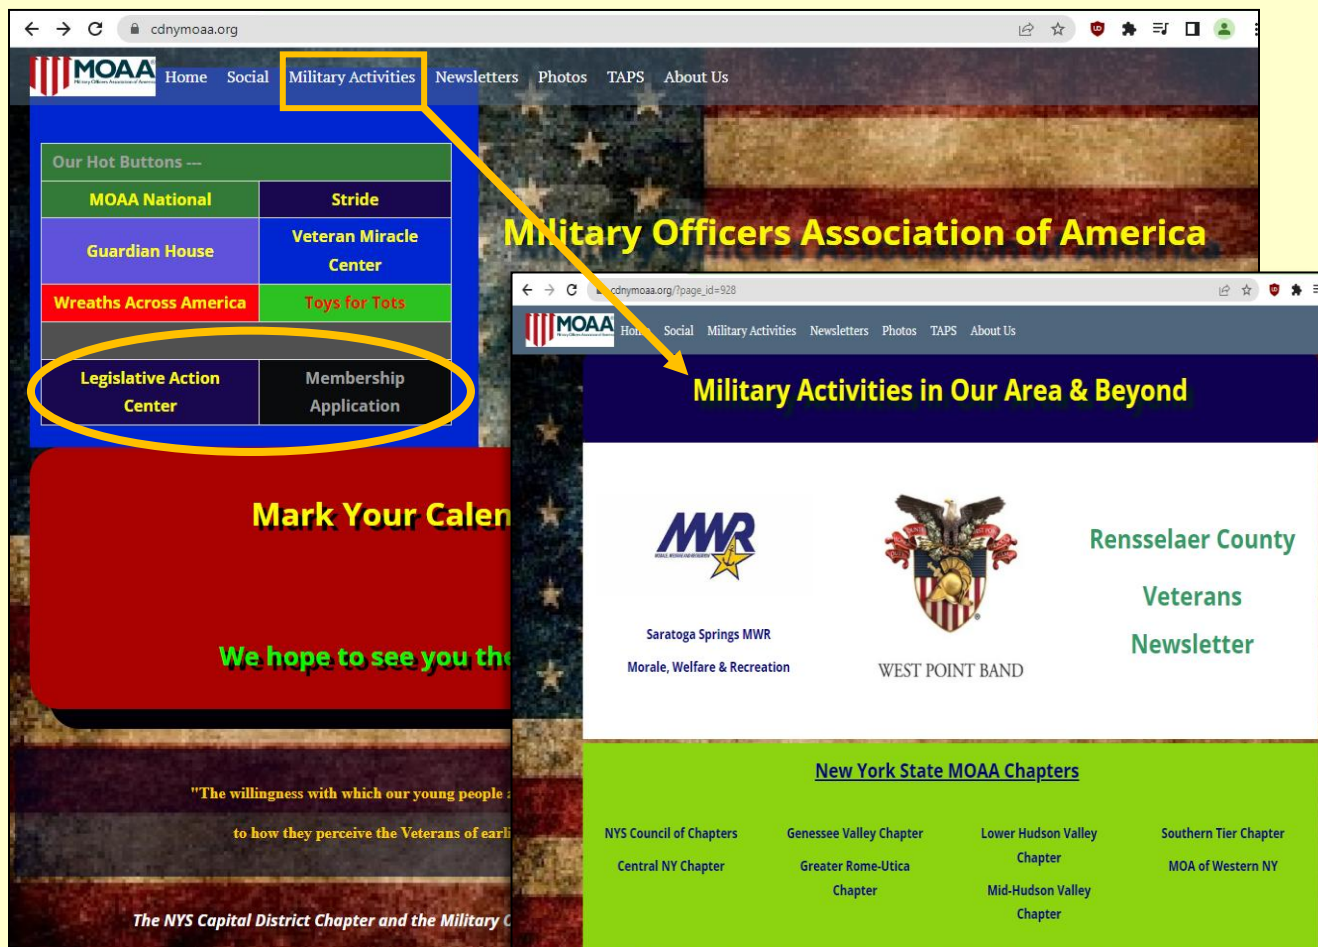 cdnymoaa.org
MOAA
Home Social Military Activities Newsletters Photos TAPS About Us
Our Hot Buttons ---
MOAA National
Stride
Guardian House
Veteran Miracle
Center
Wreaths Across America
Toys for Tots
Legislative Action
Center
Membership
Application
Military Officers Association of America
Mark Your Calen
We hope to see you the
"The willingness with which our young people
to how they perceive the Veterans of earli
The NYS Capital District Chapter and the Military
cdnymoaa.org/?page_id=928
MOAA
Social Military Activities Newsletters Photos TAPS About Us
Military Activities in Our Area & Beyond
MWR
Saratoga Springs MWR
Morale, Welfare & Recreation
WEST POINT BAND
Rensselaer County
Veterans
Newsletter
New York State MOAA Chapters
NYS Council of Chapters
Central NY Chapter
Genessee Valley Chapter
Greater Rome-Utica
Chapter
Lower Hudson Valley
Chapter
Mid-Hudson Valley
Chapter
Southern Tier Chapter
MOA of Western NY